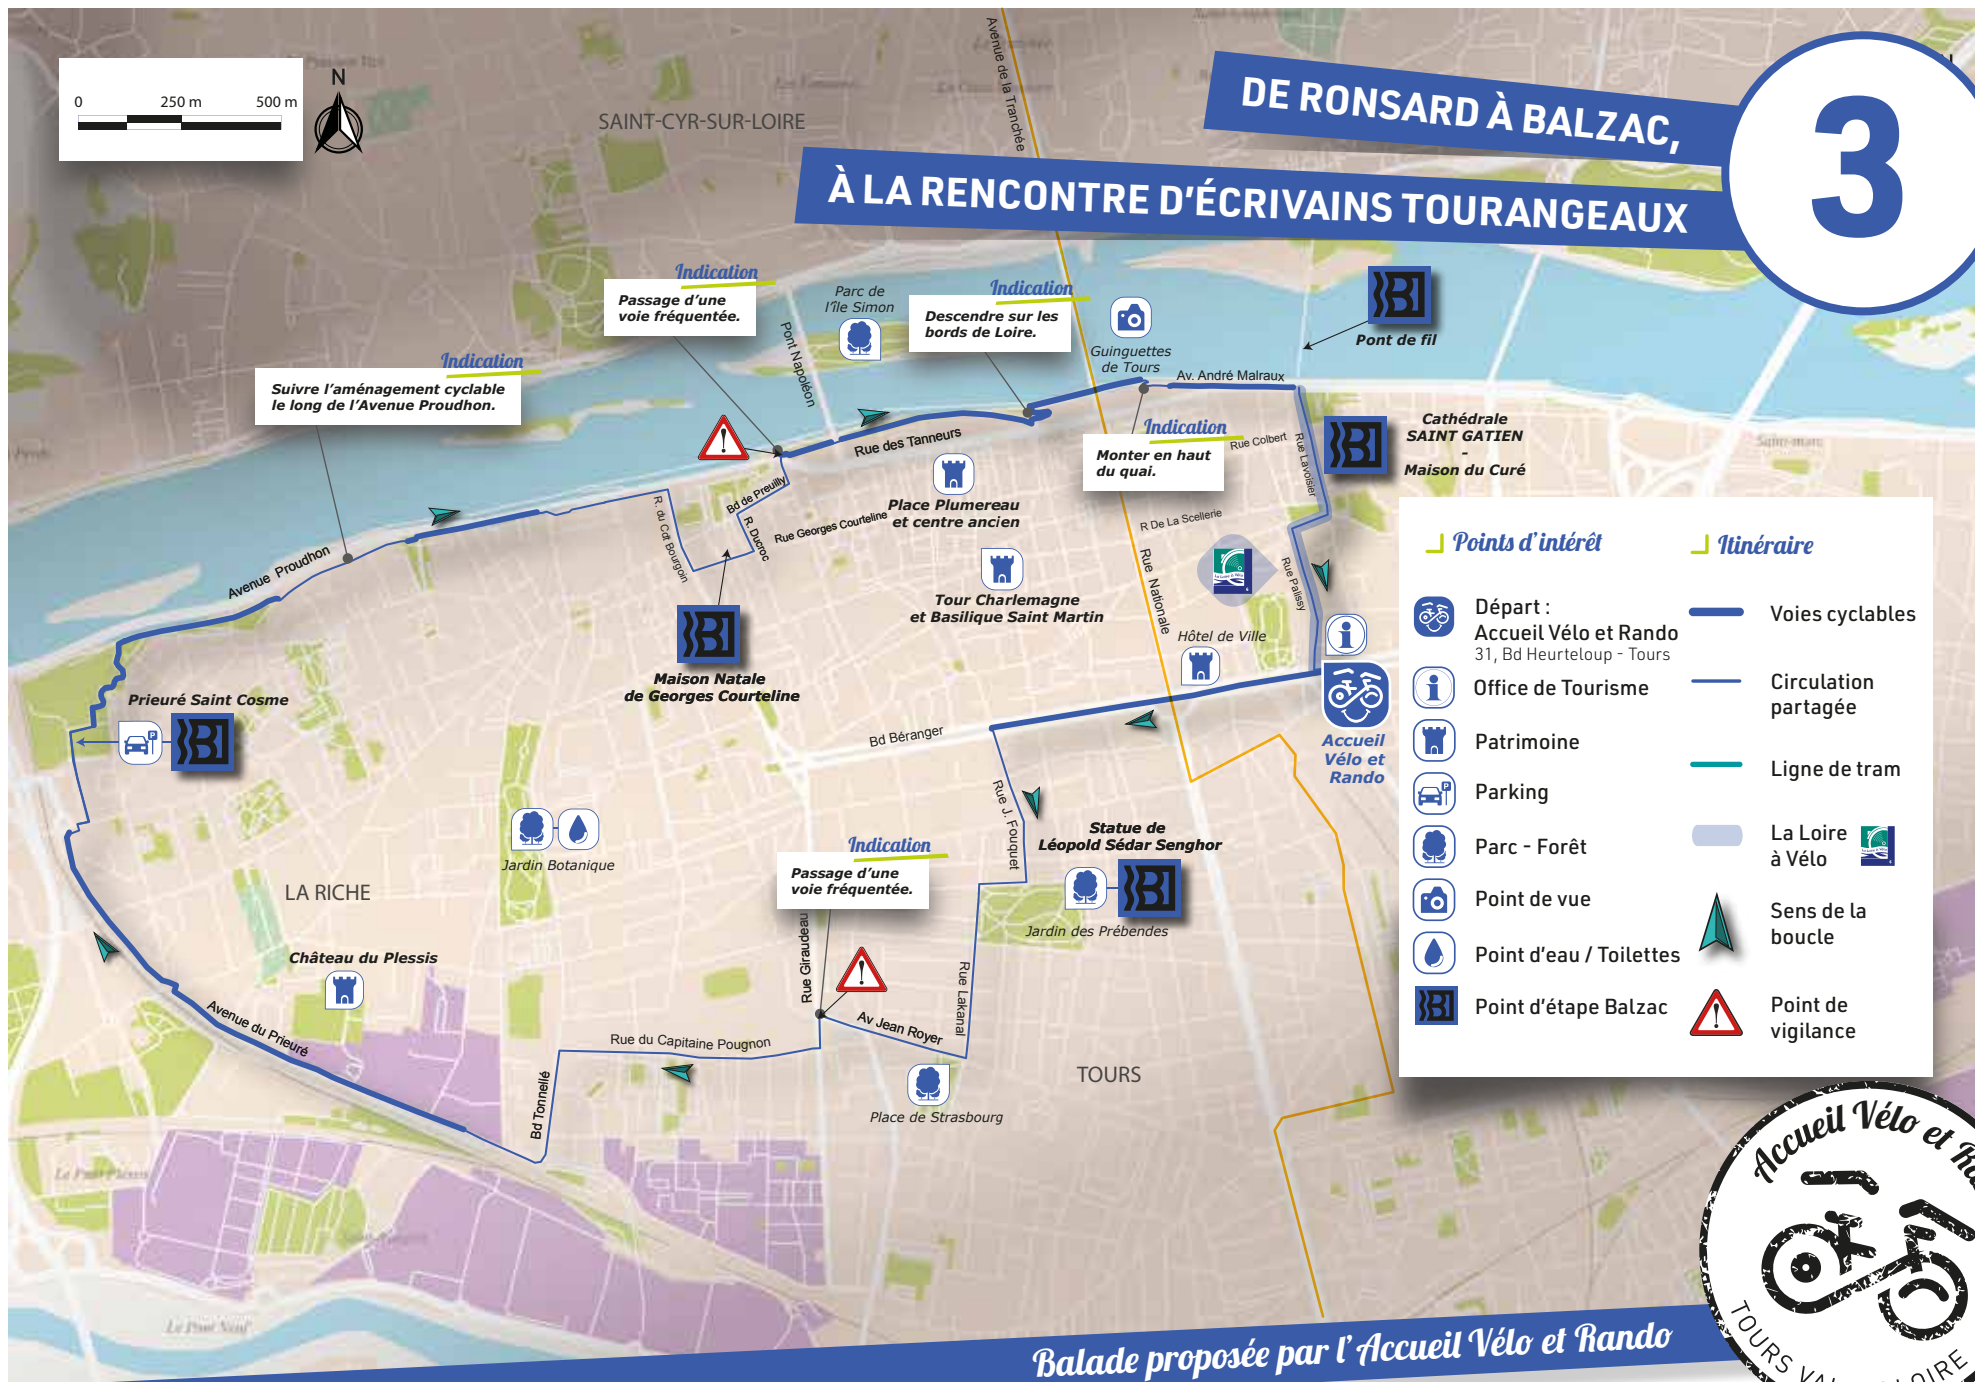 0 250 m 500 m
N
SAINT-CYR-SUR-LOIRE
Avenue de la Tranchée
DE RONSARD À BALZAC,
À LA RENCONTRE D'ÉCRIVAINS TOURANGEAUX
3
Indication
Passage d'une
voie fréquentée.
Parc de
l'île Simon
Pont Napoléon
Indication
Descendre sur les
bords de Loire.
Guinguettes
de Tours
Pont de fil
Av. André Malraux
Indication
Suivre l'aménagement cyclable
le long de l'Avenue Proudhon.
Rue des Tanneurs
Indication
Monter en haut
du quai.
Rue Colbert
Rue Lavoisier
Cathédrale
SAINT GATIEN
-
Maison du Curé
Avenue Proudhon
R. du Cdt Bourgoin
Bd de Preuilly
R. Ducroc
Rue Georges Courteline
Place Plumereau
et centre ancien
R De La Scellerie
Rue Nationale
La Loire à Vélo
Rue Palissy
Tour Charlemagne
et Basilique Saint Martin
Hôtel de Ville
Maison Natale
de Georges Courteline
Prieuré Saint Cosme
Bd Béranger
Accueil
Vélo et
Rando
Rue J. Fouquet
Statue de
Léopold Sédar Senghor
Jardin des Prébendes
Jardin Botanique
LA RICHE
Indication
Passage d'une
voie fréquentée.
Rue Giraudeau
Château du Plessis
Avenue du Prieuré
Rue Lakanal
Av Jean Royer
Rue du Capitaine Pougnon
Bd Tonnellé
TOURS
Place de Strasbourg
Points d'intérêt
Départ :
Accueil Vélo et Rando
31, Bd Heurteloup - Tours
Office de Tourisme
Patrimoine
Parking
Parc - Forêt
Point de vue
Point d'eau / Toilettes
Point d'étape Balzac
Itinéraire
Voies cyclables
Circulation
partagée
Ligne de tram
La Loire
à Vélo
Sens de la
boucle
Point de
vigilance
Le Pont Neuf
Balade proposée par l'Accueil Vélo et Rando
Accueil Vélo et
TOURS VAL LOIRE